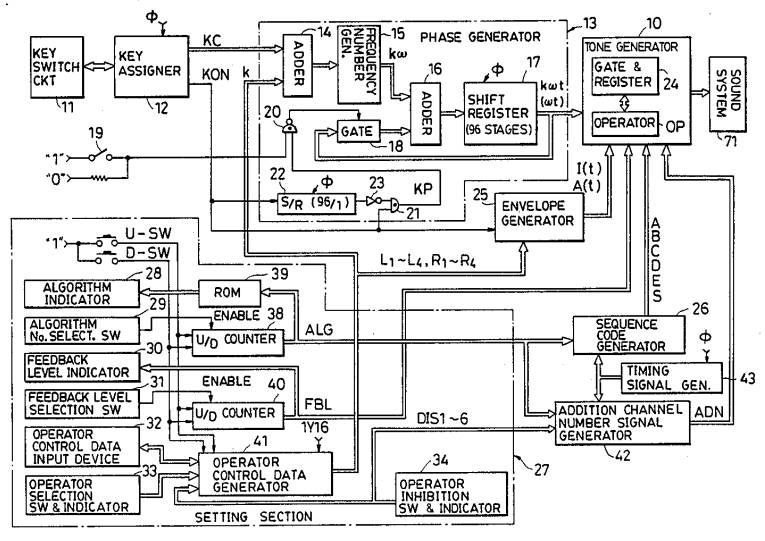 KEY SWITCH CKT
11
KEY ASSIGNER
12
Φ
KC
KON
k
14
ADDER
15
FREQUENCY NUMBER GEN.
PHASE GENERATOR
13
kω
16
ADDER
17
Φ
SHIFT REGISTER (96 STAGES)
kωt
(ωt)
10
TONE GENERATOR
GATE & REGISTER
24
OPERATOR
OP
SOUND SYSTEM
71
19
"1"
"0"
20
GATE
18
22
Φ
S/R (96/1)
23
21
KP
25
ENVELOPE GENERATOR
I(t)
A(t)
"1"
U-SW
D-SW
L1~L4, R1~R4
ABCDES
28
ALGORITHM INDICATOR
39
ROM
29
ALGORITHM No. SELECT. SW
ENABLE
38
U/D COUNTER
ALG
26
SEQUENCE CODE GENERATOR
Φ
30
FEEDBACK LEVEL INDICATOR
31
FEEDBACK LEVEL SELECTION SW
ENABLE
40
U/D COUNTER
FBL
TIMING SIGNAL GEN.
43
32
OPERATOR CONTROL DATA INPUT DEVICE
41
1Y16
OPERATOR CONTROL DATA GENERATOR
DIS1~6
ADDITION CHANNEL NUMBER SIGNAL GENERATOR
42
ADN
33
OPERATOR SELECTION SW & INDICATOR
34
OPERATOR INHIBITION SW & INDICATOR
27
SETTING SECTION